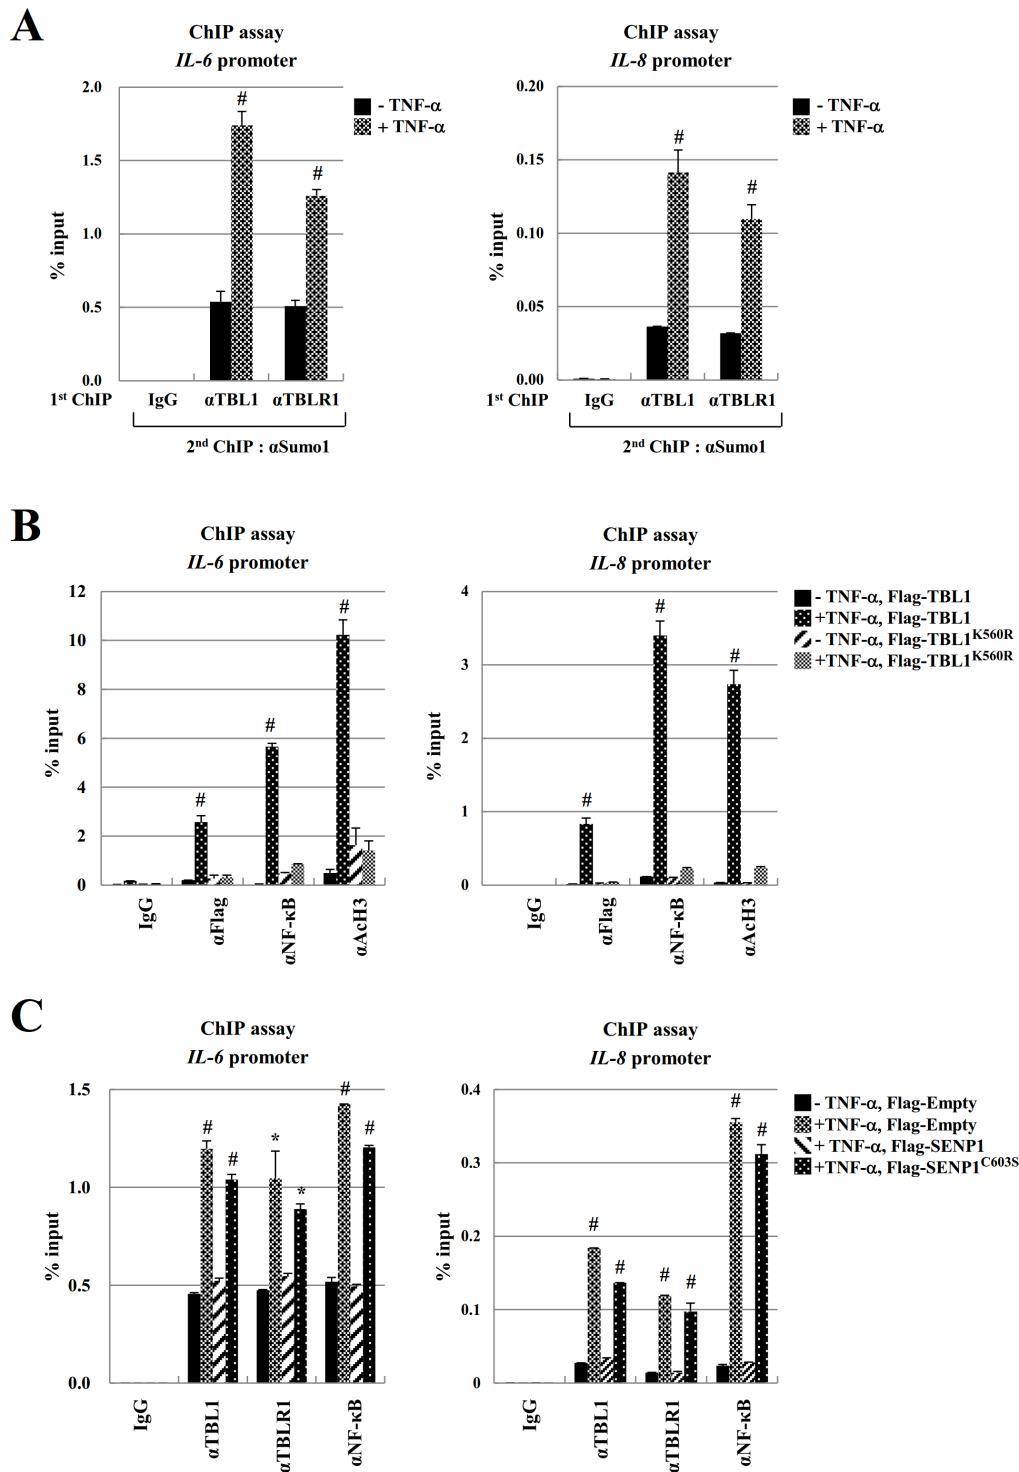 A
ChIP assay
IL-6 promoter
2.0
1.5
1.0
0.5
0.0
% input
#
#
- TNF-α
+ TNF-α
1st ChIP
IgG
αTBL1
αTBLR1
2nd ChIP : αSumo1
ChIP assay
IL-8 promoter
0.20
0.15
0.10
0.05
0.00
% input
#
#
- TNF-α
+ TNF-α
1st ChIP
IgG
αTBL1
αTBLR1
2nd ChIP : αSumo1
B
ChIP assay
IL-6 promoter
12
10
8
6
4
2
0
% input
#
#
#
IgG
αFlag
αNF-κB
αAcH3
ChIP assay
IL-8 promoter
4
3
2
1
0
% input
#
#
#
IgG
αFlag
αNF-κB
αAcH3
- TNF-α, Flag-TBL1
+TNF-α, Flag-TBL1
- TNF-α, Flag-TBL1K560R
+TNF-α, Flag-TBL1K560R
C
ChIP assay
IL-6 promoter
1.5
1.0
0.5
0.0
% input
#
#
*
*
#
#
IgG
αTBL1
αTBLR1
αNF-κB
ChIP assay
IL-8 promoter
0.4
0.3
0.2
0.1
0
% input
#
#
#
#
#
#
IgG
αTBL1
αTBLR1
αNF-κB
- TNF-α, Flag-Empty
+TNF-α, Flag-Empty
+ TNF-α, Flag-SENP1
+TNF-α, Flag-SENP1C603S